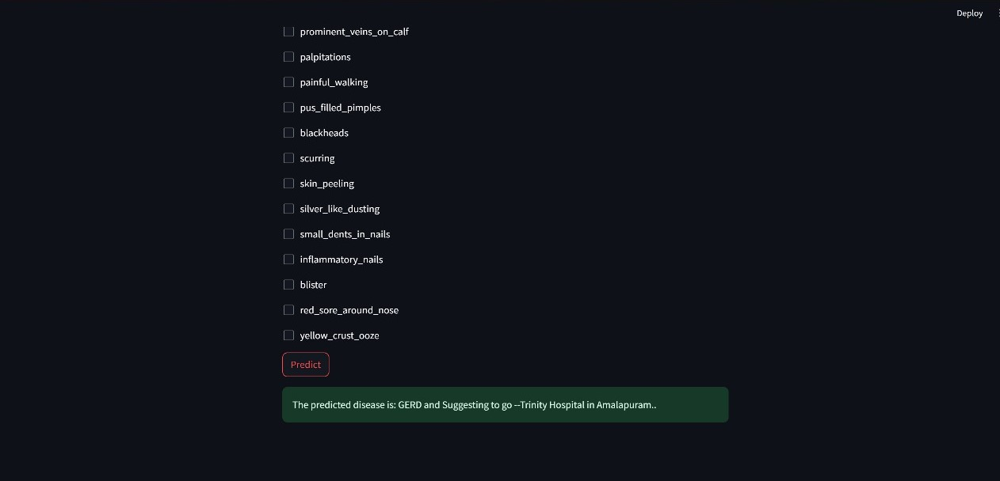 Deploy
prominent_veins_on_calf
palpitations
painful_walking
pus_filled_pimples
blackheads
scurring
skin_peeling
silver_like_dusting
small_dents_in_nails
inflammatory_nails
blister
red_sore_around_nose
yellow_crust_ooze
Predict
The predicted disease is: GERD and Suggesting to go --Trinity Hospital in Amalapuram..